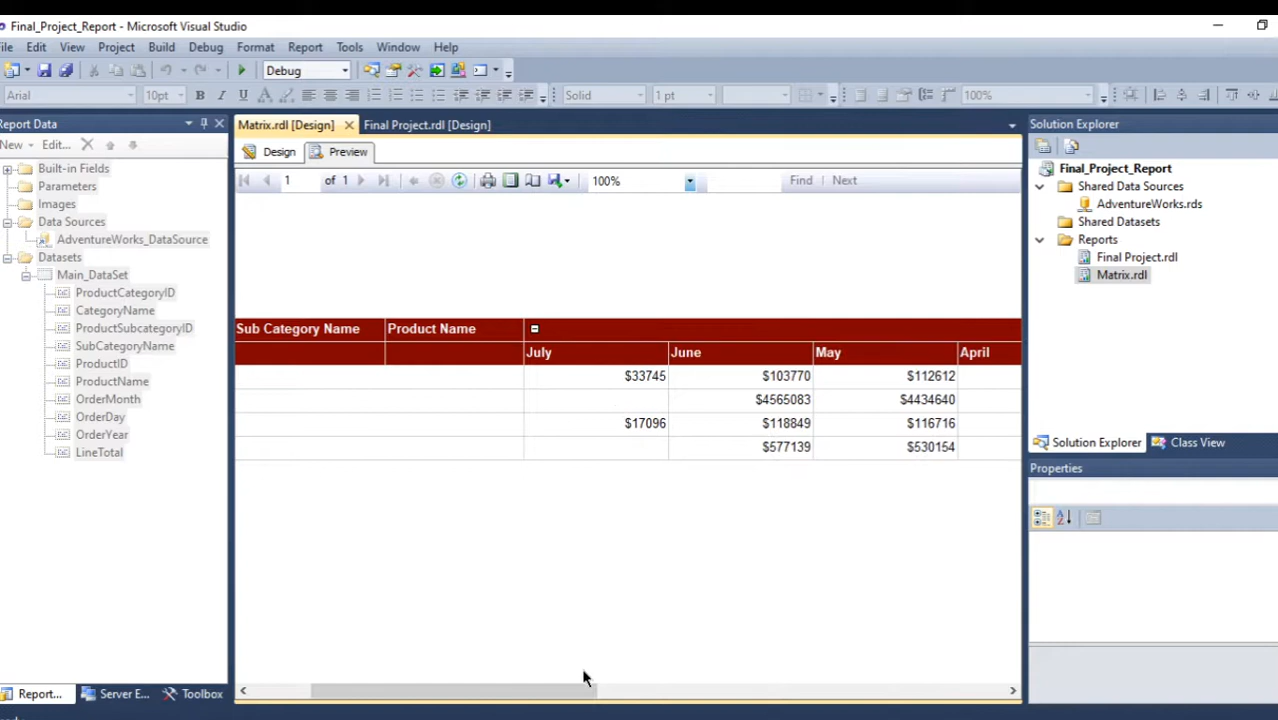 Final_Project_Report - Microsoft Visual Studio
File Edit View Project Build Debug Format Report Tools Window Help
Debug
Arial 10pt B I U A Solid 1 pt 100%
Report Data
New Edit...
Built-in Fields
Parameters
Images
Data Sources
AdventureWorks_DataSource
Datasets
Main_DataSet
ProductCategoryID
CategoryName
ProductSubcategoryID
SubCategoryName
ProductID
ProductName
OrderMonth
OrderDay
OrderYear
LineTotal
Report... Server E... Toolbox
Matrix.rdl [Design] Final Project.rdl [Design]
Design Preview
1 of 1 100% Find Next
Sub Category Name Product Name
July June May April
$33745 $103770 $112612
$4565083 $4434640
$17096 $118849 $116716
$577139 $530154
Solution Explorer
Final_Project_Report
Shared Data Sources
AdventureWorks.rds
Shared Datasets
Reports
Final Project.rdl
Matrix.rdl
Solution Explorer Class View
Properties